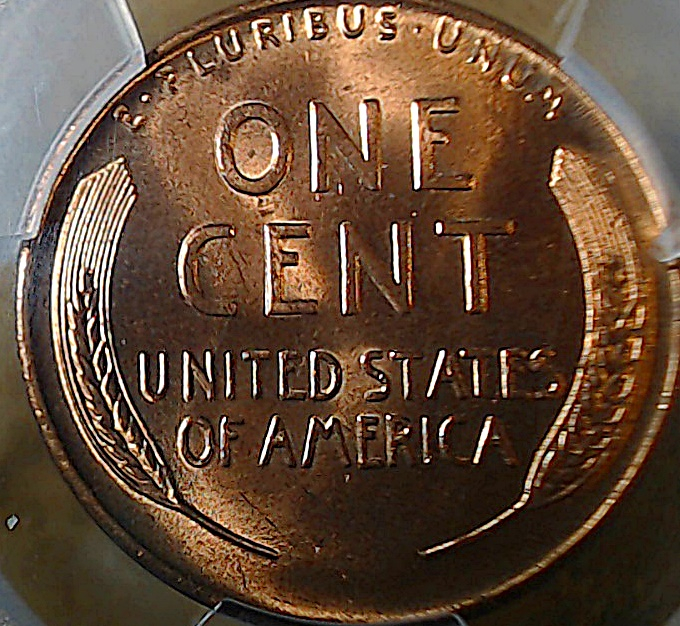 E · PLURIBUS · UNUM
ONE
CENT
UNITED STATES
OF AMERICA